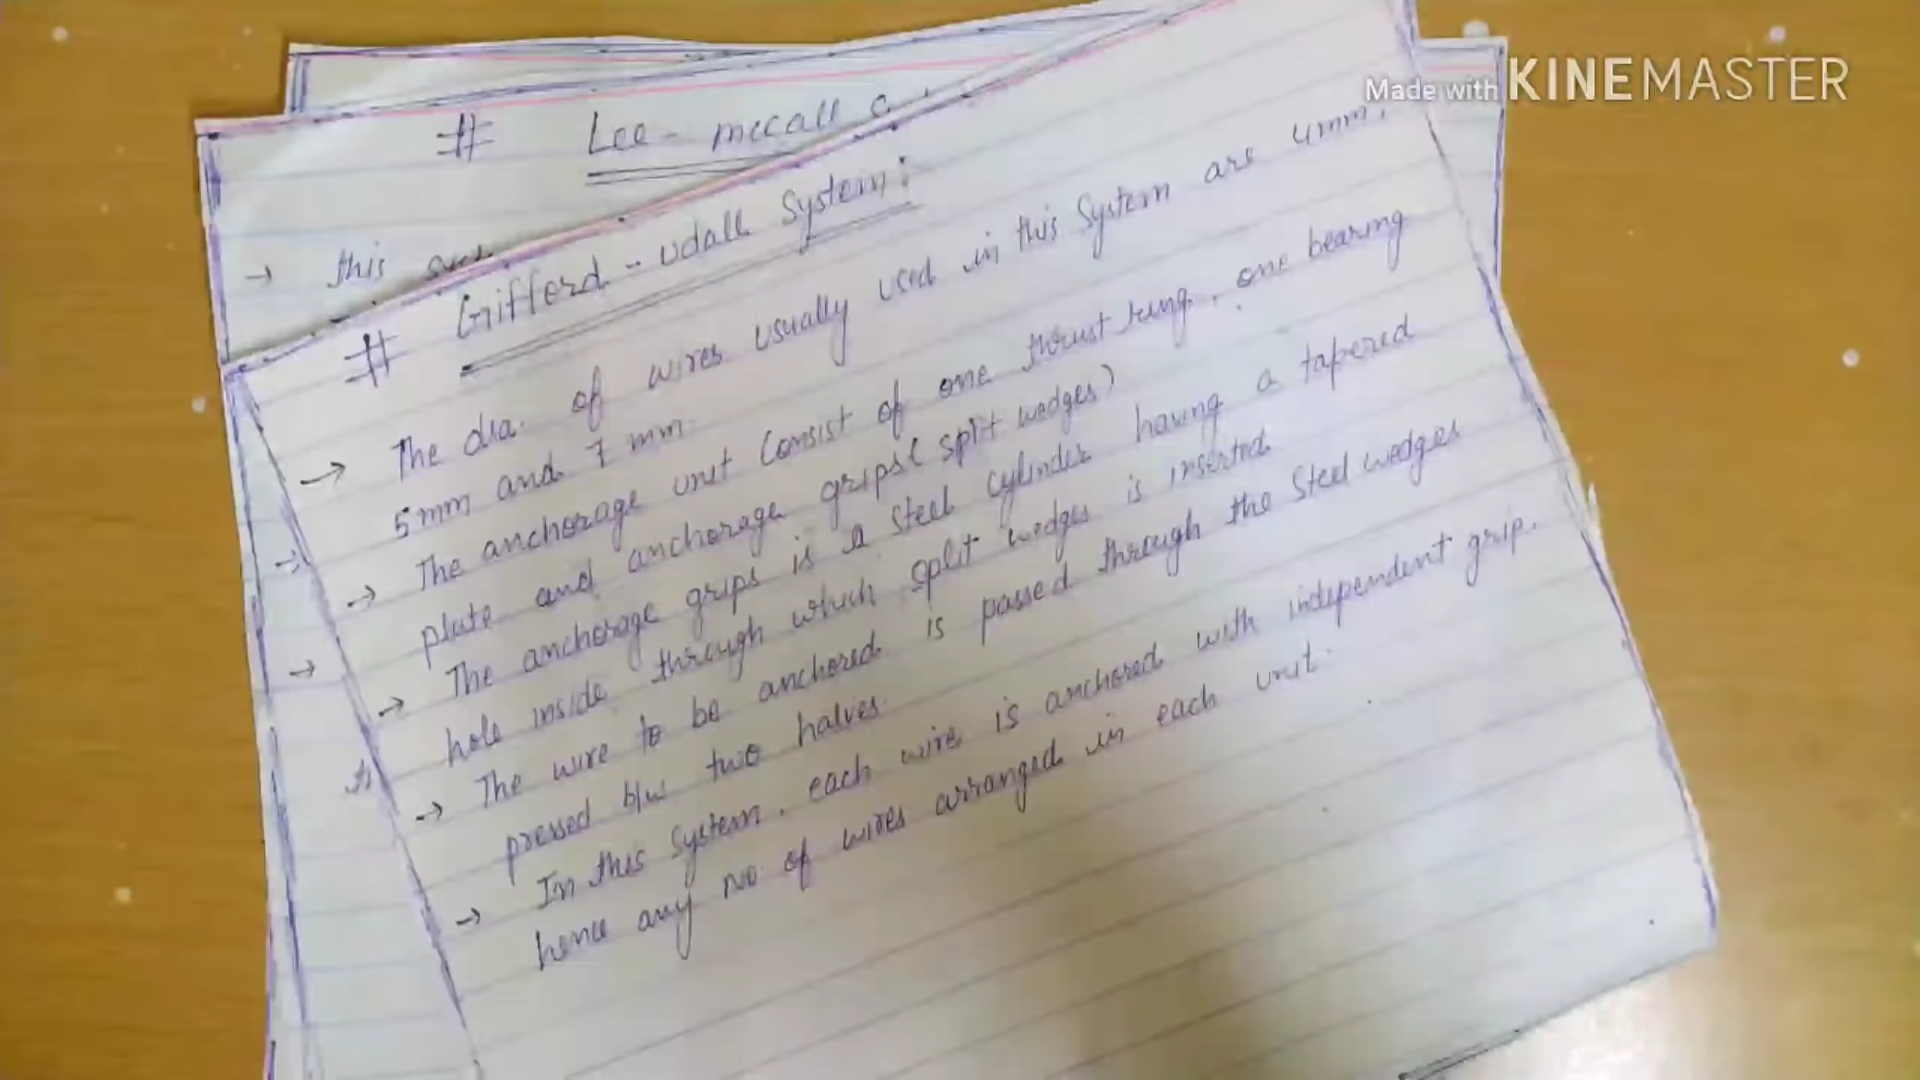 Made with KINEMASTER
# Lee - mccall
→ this
# Gifferd - udall System:
→ The dia. of wires usually used in this System are 4mm,
5mm and 7 mm.
→ The anchorage unit Consist of one thrust ring, one bearing
plate and anchorage grips (split wedges)
→ The anchorage grips is a steel cylinder having a tapered
hole inside through which split wedges is inserted
→ The wire to be anchored is passed through the steel wedges
pressed b/w two halves.
→ In this System, each wire is anchored with independent grip.
hence any no of wires arranged in each unit.